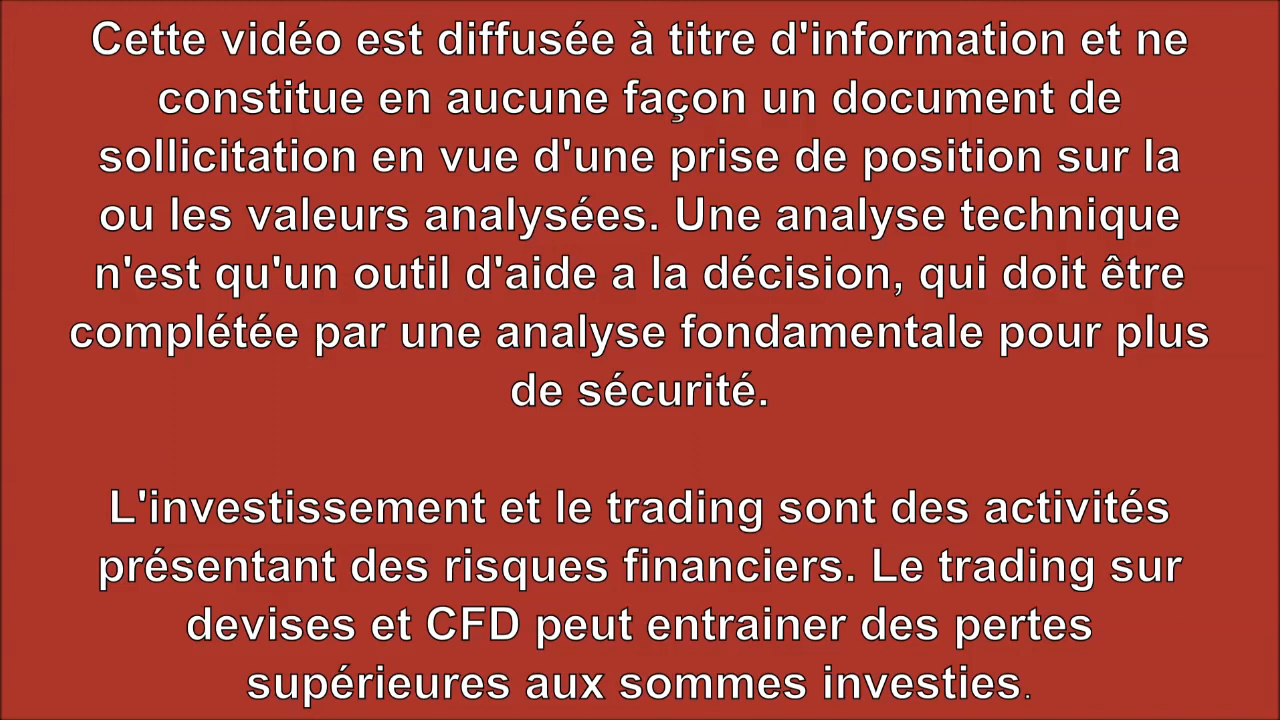 Cette vidéo est diffusée à titre d'information et ne
constitue en aucune façon un document de
sollicitation en vue d'une prise de position sur la
ou les valeurs analysées. Une analyse technique
n'est qu'un outil d'aide a la décision, qui doit être
complétée par une analyse fondamentale pour plus
de sécurité.
L'investissement et le trading sont des activités
présentant des risques financiers. Le trading sur
devises et CFD peut entrainer des pertes
supérieures aux sommes investies.